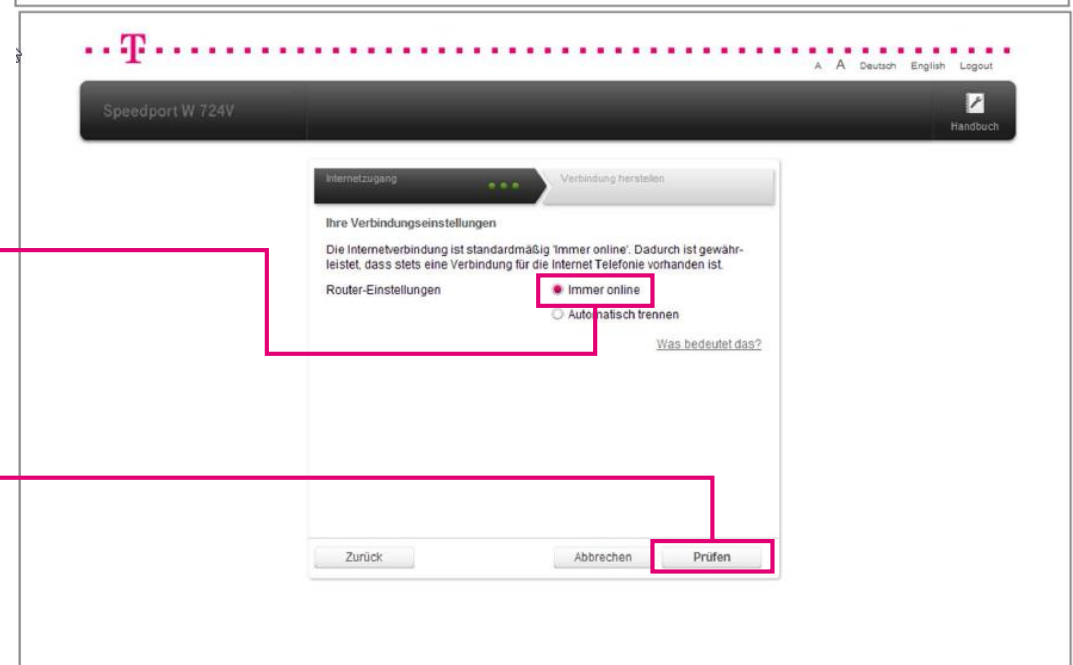 T
A A Deutsch English Logout
Speedport W 724V
Handbuch
Internetzugang
Verbindung herstellen
Ihre Verbindungseinstellungen
Die Internetverbindung ist standardmäßig 'Immer online'. Dadurch ist gewähr-
leistet, dass stets eine Verbindung für die Internet Telefonie vorhanden ist.
Router-Einstellungen
Immer online
Automatisch trennen
Was bedeutet das?
Zurück
Abbrechen
Prüfen